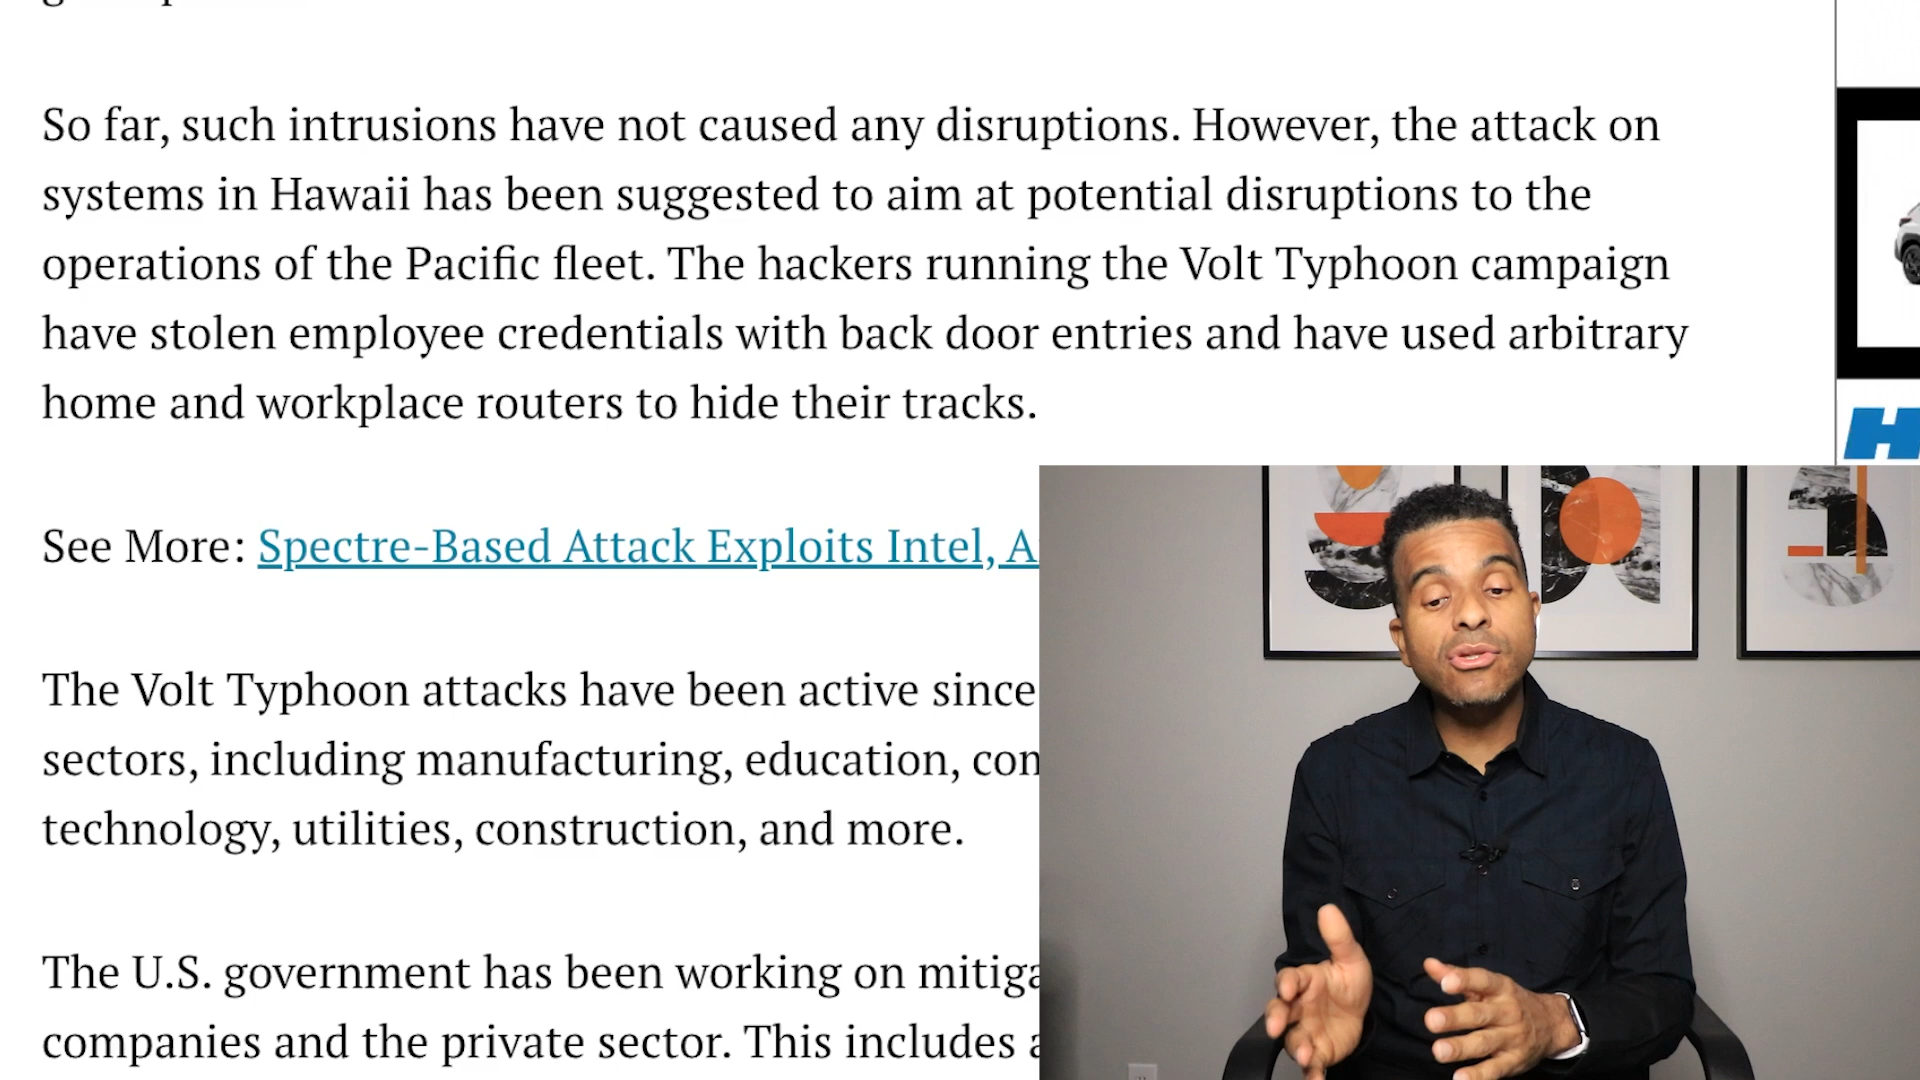 So far, such intrusions have not caused any disruptions. However, the attack on
systems in Hawaii has been suggested to aim at potential disruptions to the
operations of the Pacific fleet. The hackers running the Volt Typhoon campaign
have stolen employee credentials with back door entries and have used arbitrary
home and workplace routers to hide their tracks.
See More: Spectre-Based Attack Exploits Intel,
The Volt Typhoon attacks have been active since
sectors, including manufacturing, education,
technology, utilities, construction, and more.
The U.S. government has been working on
companies and the private sector. This includes